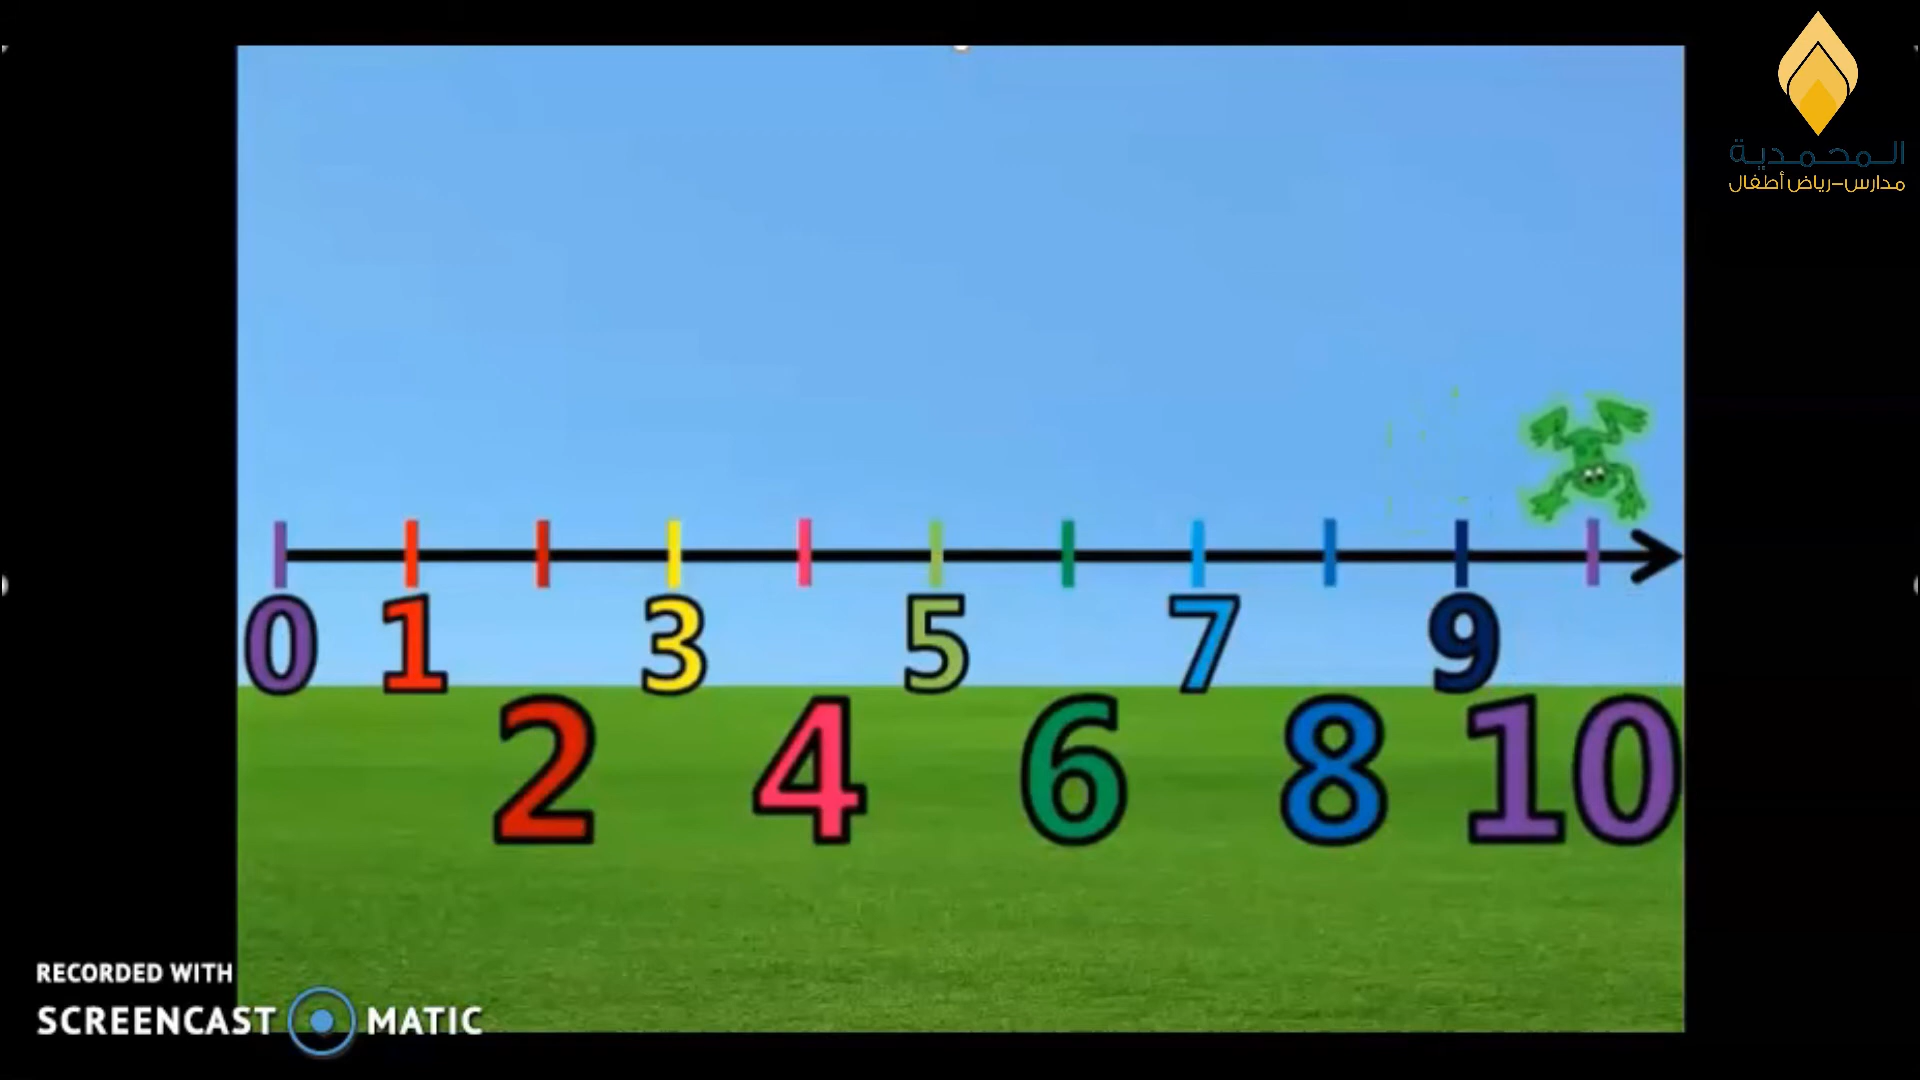 المحمدية
مدارس-رياض أطفال
0 1 3 5 7 9
2 4 6 8 10
RECORDED WITH
SCREENCAST MATIC